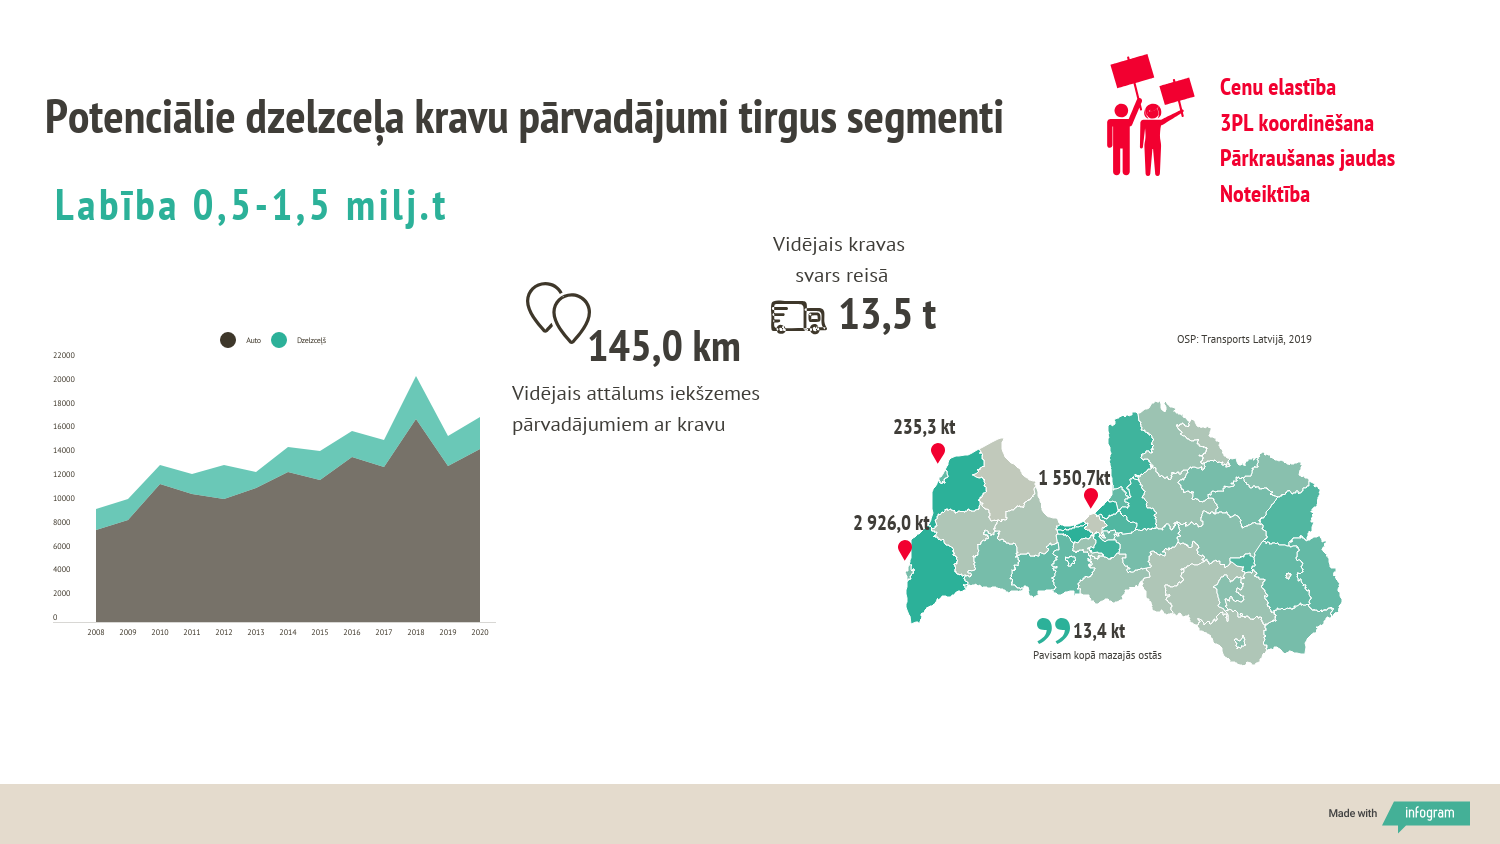 Potenciālie dzelzceļa kravu pārvadājumi tirgus segmenti
Cenu elastība
3PL koordinēšana
Pārkraušanas jaudas
Noteiktība
Labība 0,5-1,5 milj.t
Vidējais kravas
svars reisā
13,5 t
145,0 km
Vidējais attālums iekšzemes
pārvadājumiem ar kravu
Auto
Dzelzceļš
22000
20000
18000
16000
14000
12000
10000
8000
6000
4000
2000
0
2008 2009 2010 2011 2012 2013 2014 2015 2016 2017 2018 2019 2020
OSP: Transports Latvijā, 2019
235,3 kt
1 550,7kt
2 926,0 kt
13,4 kt
Pavisam kopā mazajās ostās
Made with
infogram